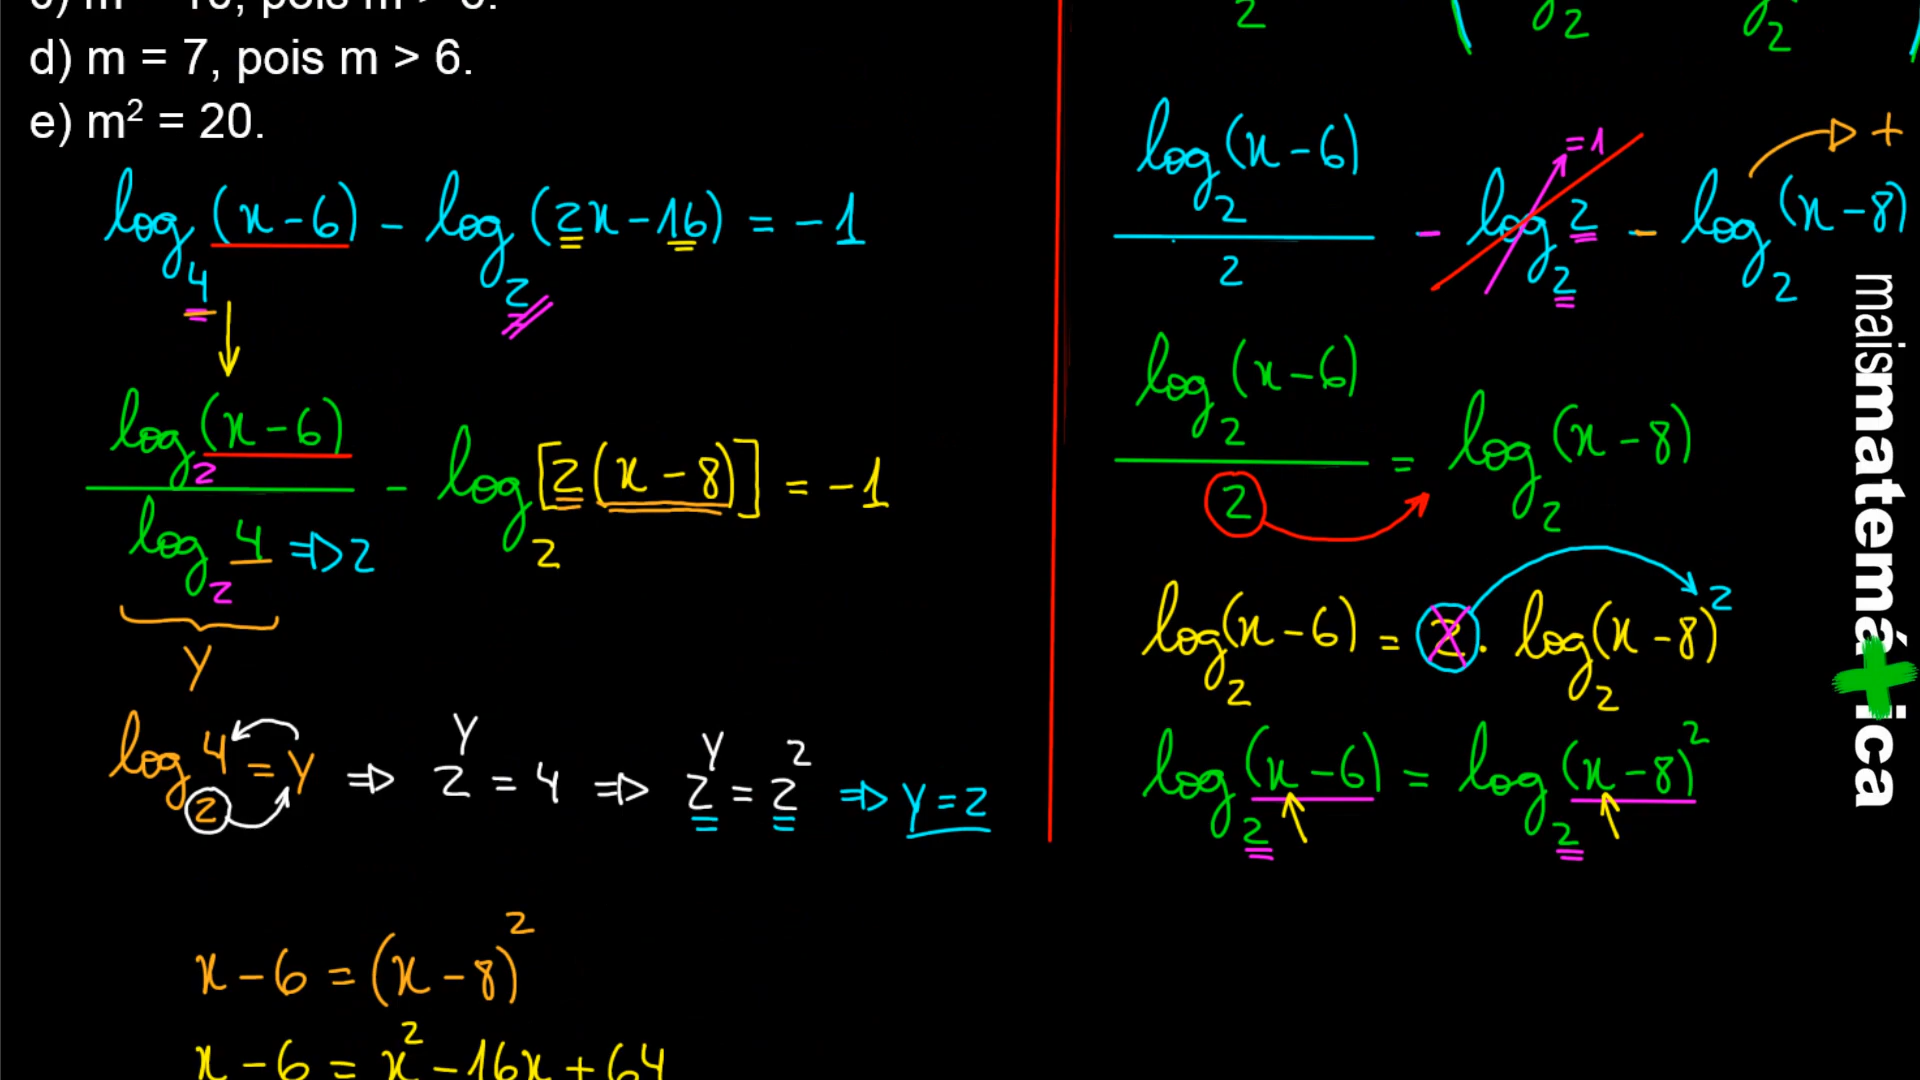 d) m = 7, pois m > 6.
e) m² = 20.
log₄(x-6) - log₂(2x-16) = -1
log₂(x-6) / log₂4 ⇒ 2 - log₂[2(x-8)] = -1
y
log₂4 = y ⇒ 2^y = 4 ⇒ 2^y = 2² ⇒ y = 2
x-6 = (x-8)²
x-6 = x² - 16x + 64
log₂(x-6) / 2 - log₂2 = 1 - log₂(x-8) +
log₂(x-6) / 2 = log₂(x-8)
log₂(x-6) = 2 . log₂(x-8)²
log₂(x-6) = log₂(x-8)²
maismatemática